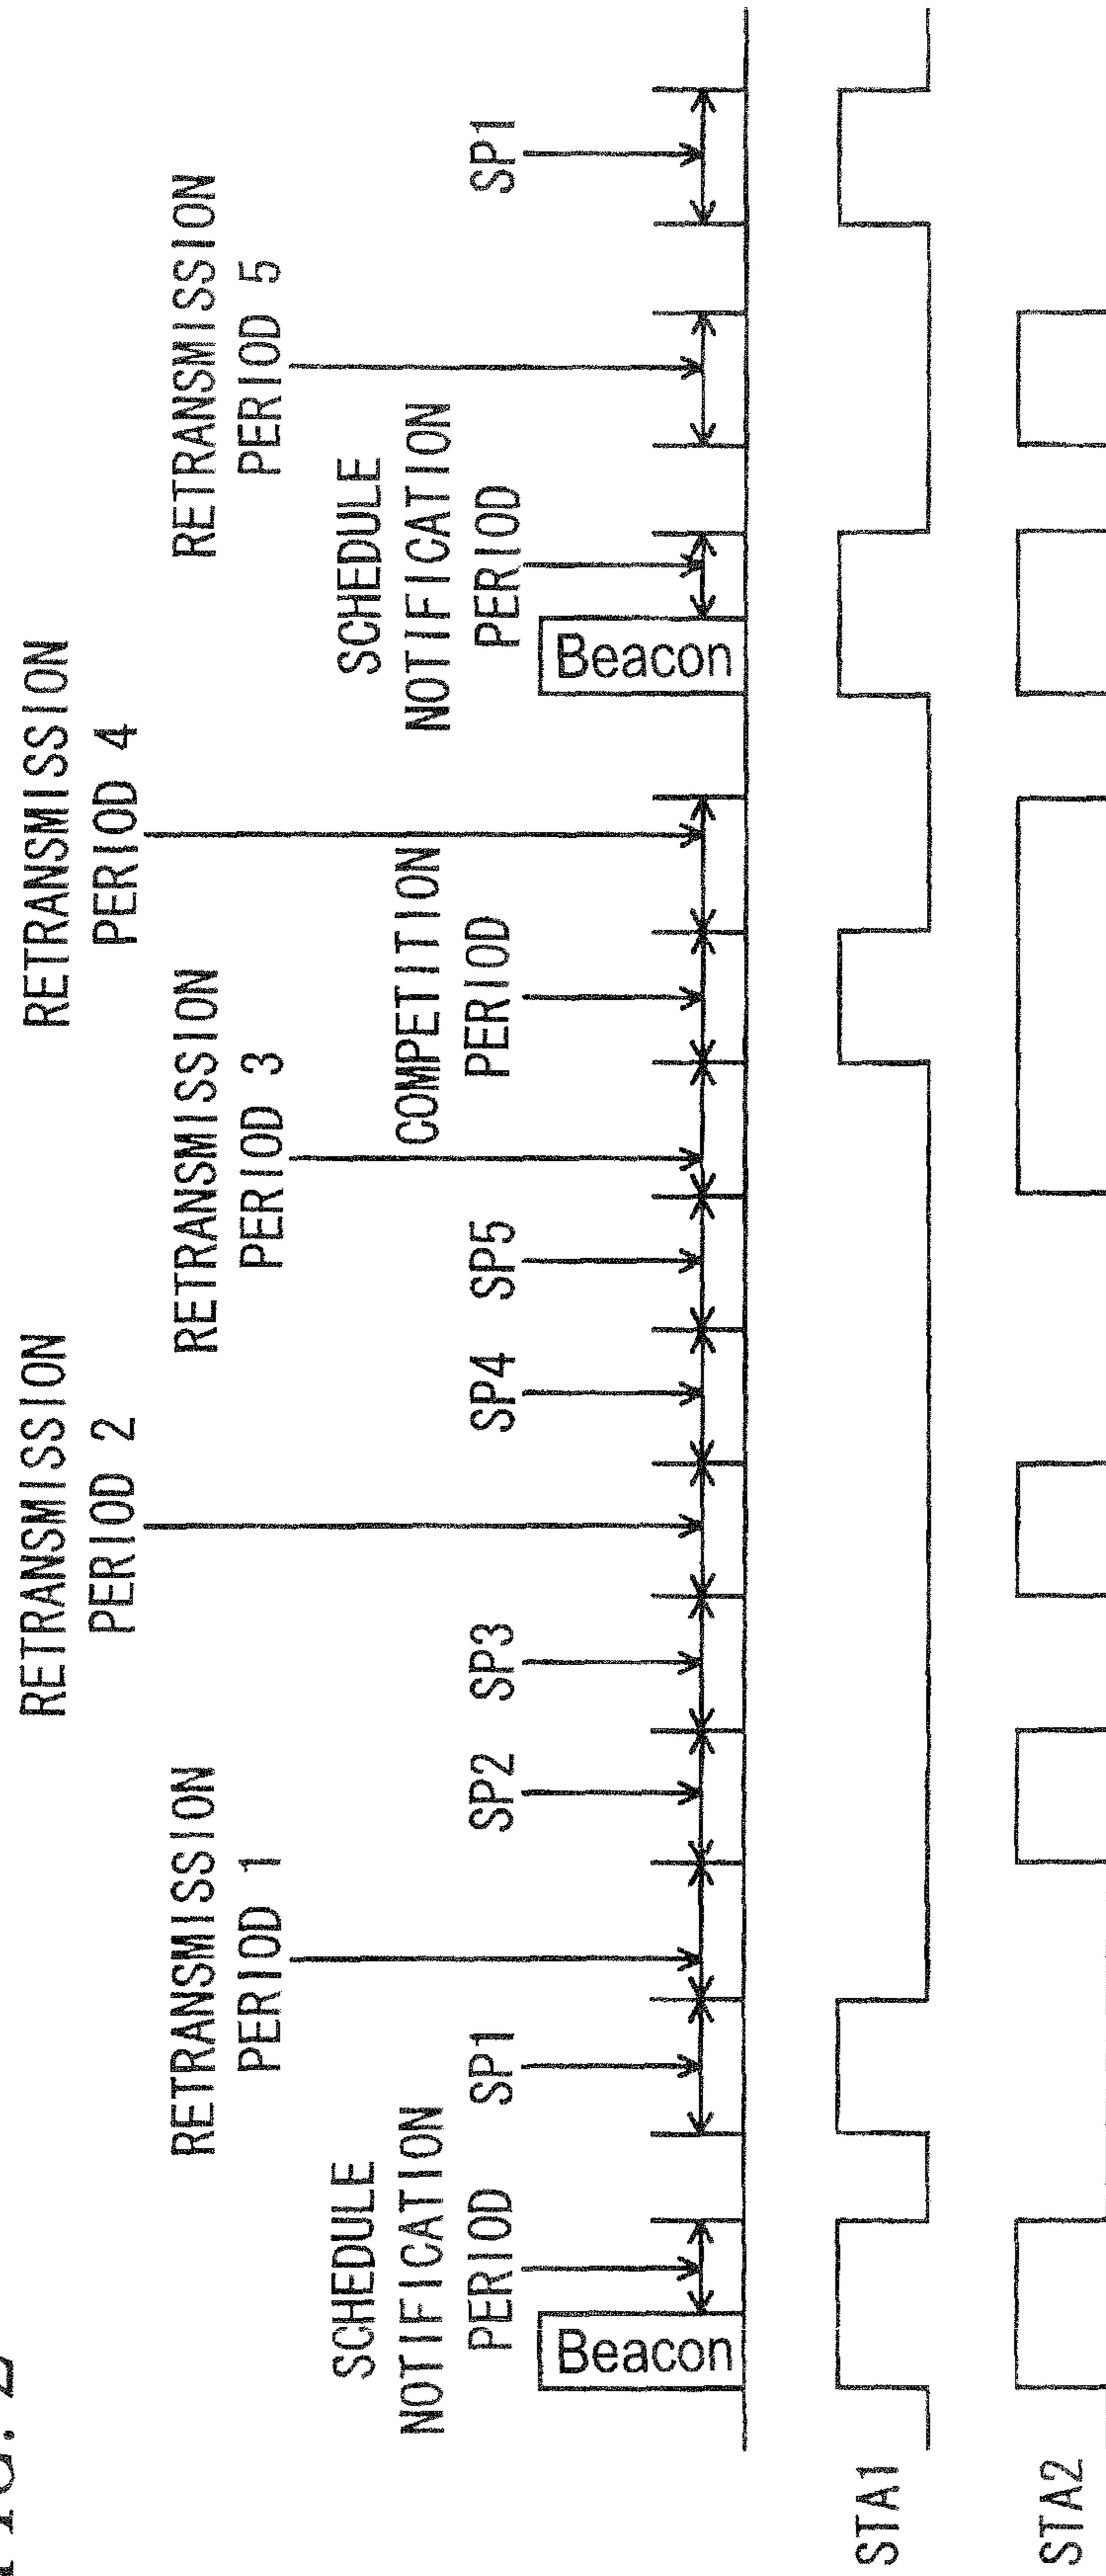 FIG. 2
RETRANSMISSION
PERIOD 2
RETRANSMISSION
PERIOD 4
RETRANSMISSION
PERIOD 1
RETRANSMISSION
PERIOD 3
RETRANSMISSION
PERIOD 5
SCHEDULE
NOTIFICATION
PERIOD
SP1
SP2
SP3
SP4
SP5
COMPETITION
PERIOD
SCHEDULE
NOTIFICATION
PERIOD
SP1
Beacon
Beacon
STA1
STA2